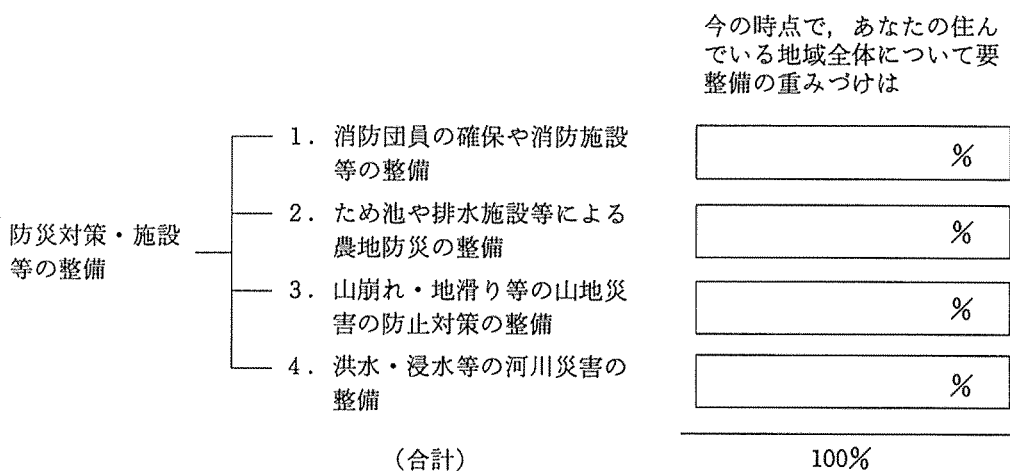 今の時点で，あなたの住ん
でいる地域全体について要
整備の重みづけは
防災対策・施設
等の整備
1．消防団員の確保や消防施設
等の整備
%
2．ため池や排水施設等による
農地防災の整備
%
3．山崩れ・地滑り等の山地災
害の防止対策の整備
%
4．洪水・浸水等の河川災害の
整備
%
（合計）
100%